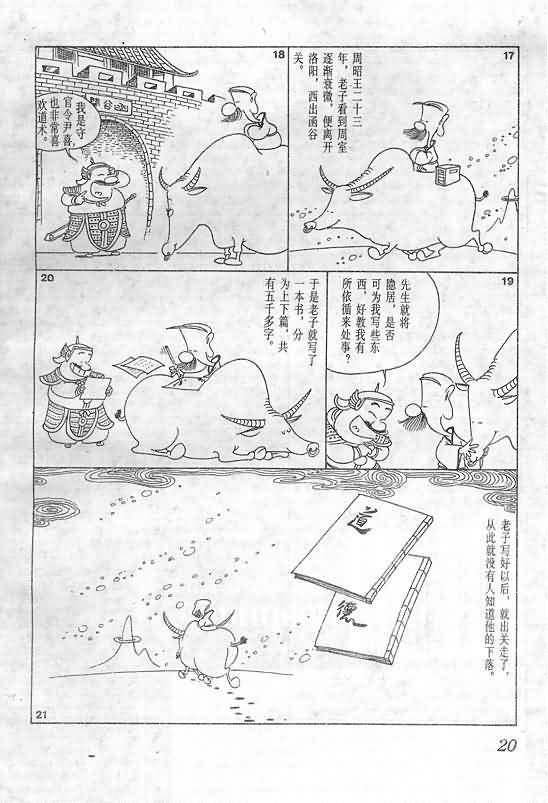 17
周昭王二十三
年，老子看到周室
逐渐衰微，便离开
洛阳，西出函谷
关。
18
我是守
官令尹喜，
也非常喜
欢道术。
谷函
19
先生就将
隐居，是否
可为我写些东
西，好教我有
所依循来处事？
20
于是老子就写了
一本书，分
为上下篇，共
有五千多字。
老子写好以后，就出关走了，
从此就没有人知道他的下落。
道
德
21
20